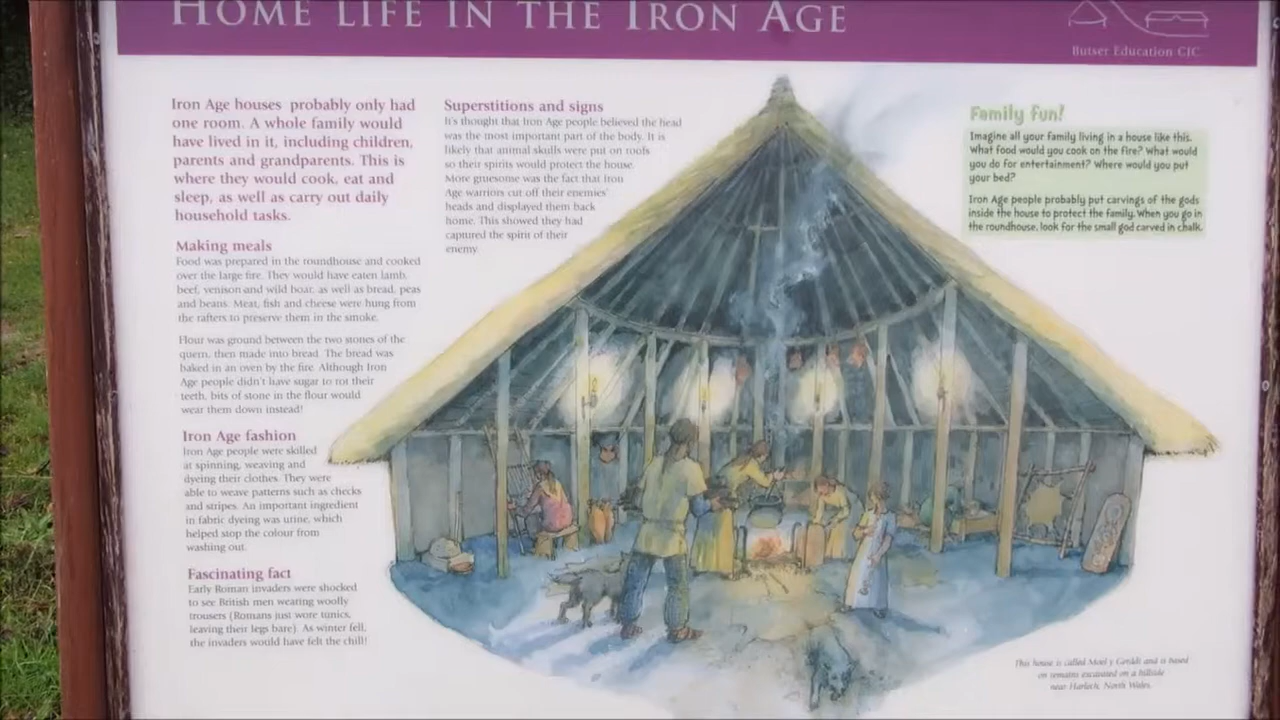 HOME LIFE IN THE IRON AGE
Butser Education CIC
Iron Age houses probably only had
one room. A whole family would
have lived in it, including children,
parents and grandparents. This is
where they would cook, eat and
sleep, as well as carry out daily
household tasks.
Making meals
Food was prepared in the roundhouse and cooked
over the large fire. They would have eaten lamb,
beef, venison and wild boar, as well as bread, peas
and beans. Meat, fish and cheese were hung from
the rafters to preserve them in the smoke.
Flour was ground between the two stones of the
quern, then made into bread. The bread was
baked in an oven by the fire. Although Iron
Age people didn't have sugar to rot their
teeth, bits of stone in the flour would
wear them down instead!
Iron Age fashion
Iron Age people were skilled
at spinning, weaving and
dyeing their clothes. They were
able to weave patterns such as checks
and stripes. An important ingredient
in fabric dyeing was urine, which
helped stop the colour from
washing out.
Fascinating fact
Early Roman invaders were shocked
to see British men wearing woolly
trousers (Romans just wore tunics,
leaving their legs bare). As winter fell,
the invaders would have felt the chill!
Superstitions and signs
It's thought that Iron Age people believed the head
was the most important part of the body. It is
likely that animal skulls were put on roofs
so their spirits would protect the house.
More gruesome was the fact that Iron
Age warriors cut off their enemies'
heads and displayed them back
home. This showed they had
captured the spirit of their
enemy.
Family fun!
Imagine all your family living in a house like this.
What food would you cook on the fire? What would
you do for entertainment? Where would you put
your bed?
Iron Age people probably put carvings of the gods
inside the house to protect the family. When you go in
the roundhouse, look for the small god carved in chalk.
This house is called Moel y Gerddi and is based
on remains excavated on a hillside
near Harlech, North Wales.